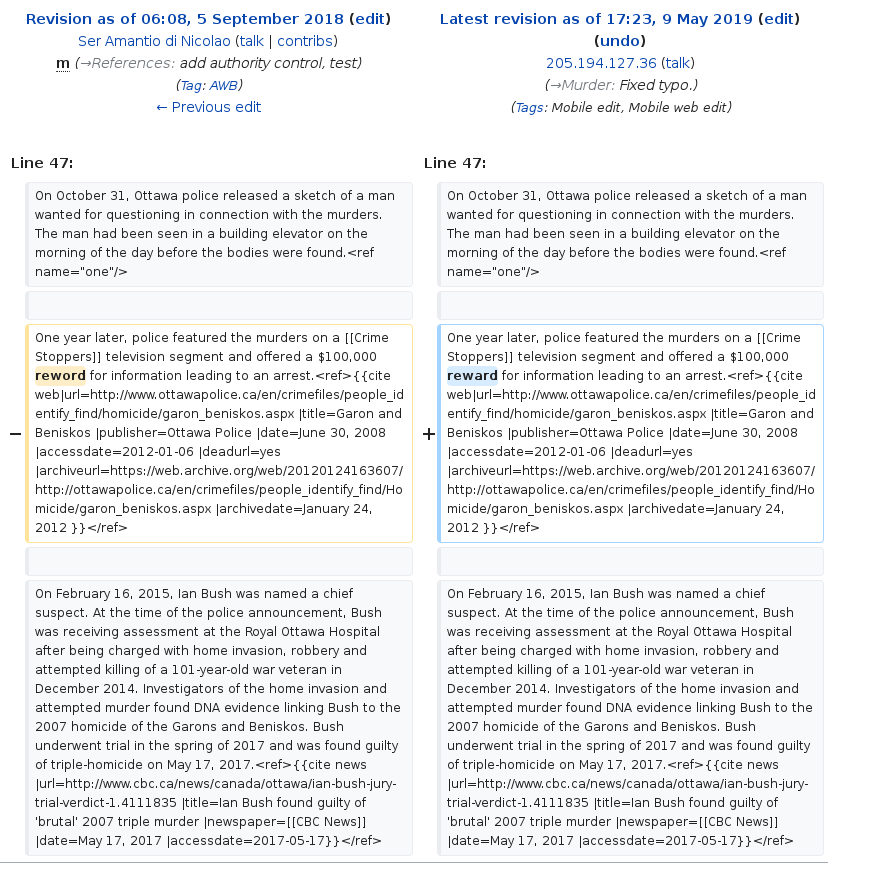 Revision as of 06:08, 5 September 2018 (edit)
Ser Amantio di Nicolao (talk | contribs)
m (→References: add authority control, test)
(Tag: AWB)
← Previous edit
Latest revision as of 17:23, 9 May 2019 (edit)
(undo)
205.194.127.36 (talk)
(→Murder: Fixed typo.)
(Tags: Mobile edit, Mobile web edit)
Line 47:
Line 47:
On October 31, Ottawa police released a sketch of a man
wanted for questioning in connection with the murders.
The man had been seen in a building elevator on the
morning of the day before the bodies were found.<ref
name="one"/>
On October 31, Ottawa police released a sketch of a man
wanted for questioning in connection with the murders.
The man had been seen in a building elevator on the
morning of the day before the bodies were found.<ref
name="one"/>
−
One year later, police featured the murders on a [[Crime
Stoppers]] television segment and offered a $100,000
reword for information leading to an arrest.<ref>{{cite
web|url=http://www.ottawapolice.ca/en/crimefiles/people_id
entify_find/homicide/garon_beniskos.aspx |title=Garon and
Beniskos |publisher=Ottawa Police |date=June 30, 2008
|accessdate=2012-01-06 |deadurl=yes
|archiveurl=https://web.archive.org/web/20120124163607/
http://ottawapolice.ca/en/crimefiles/people_identify_find/Ho
micide/garon_beniskos.aspx |archivedate=January 24,
2012 }}</ref>
+
One year later, police featured the murders on a [[Crime
Stoppers]] television segment and offered a $100,000
reward for information leading to an arrest.<ref>{{cite
web|url=http://www.ottawapolice.ca/en/crimefiles/people_id
entify_find/homicide/garon_beniskos.aspx |title=Garon and
Beniskos |publisher=Ottawa Police |date=June 30, 2008
|accessdate=2012-01-06 |deadurl=yes
|archiveurl=https://web.archive.org/web/20120124163607/
http://ottawapolice.ca/en/crimefiles/people_identify_find/Ho
micide/garon_beniskos.aspx |archivedate=January 24,
2012 }}</ref>
On February 16, 2015, Ian Bush was named a chief
suspect. At the time of the police announcement, Bush
was receiving assessment at the Royal Ottawa Hospital
after being charged with home invasion, robbery and
attempted killing of a 101-year-old war veteran in
December 2014. Investigators of the home invasion and
attempted murder found DNA evidence linking Bush to the
2007 homicide of the Garons and Beniskos. Bush
underwent trial in the spring of 2017 and was found guilty
of triple-homicide on May 17, 2017.<ref>{{cite news
|url=http://www.cbc.ca/news/canada/ottawa/ian-bush-jury-
trial-verdict-1.4111835 |title=Ian Bush found guilty of
'brutal' 2007 triple murder |newspaper=[[CBC News]]
|date=May 17, 2017 |accessdate=2017-05-17}}</ref>
On February 16, 2015, Ian Bush was named a chief
suspect. At the time of the police announcement, Bush
was receiving assessment at the Royal Ottawa Hospital
after being charged with home invasion, robbery and
attempted killing of a 101-year-old war veteran in
December 2014. Investigators of the home invasion and
attempted murder found DNA evidence linking Bush to the
2007 homicide of the Garons and Beniskos. Bush
underwent trial in the spring of 2017 and was found guilty
of triple-homicide on May 17, 2017.<ref>{{cite news
|url=http://www.cbc.ca/news/canada/ottawa/ian-bush-jury-
trial-verdict-1.4111835 |title=Ian Bush found guilty of
'brutal' 2007 triple murder |newspaper=[[CBC News]]
|date=May 17, 2017 |accessdate=2017-05-17}}</ref>